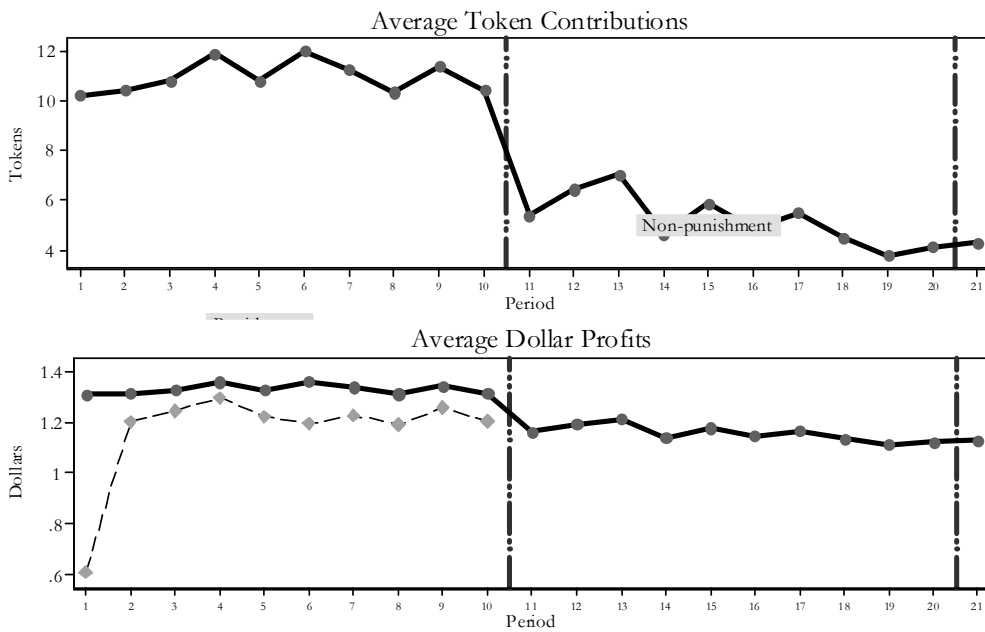 Average Token Contributions
12
10
8
6
4
Tokens
Non-punishment
1 2 3 4 5 6 7 8 9 10 11 12 13 14 15 16 17 18 19 20 21
Period
Average Dollar Profits
1.4
1.2
1
.8
.6
Dollars
1 2 3 4 5 6 7 8 9 10 11 12 13 14 15 16 17 18 19 20 21
Period